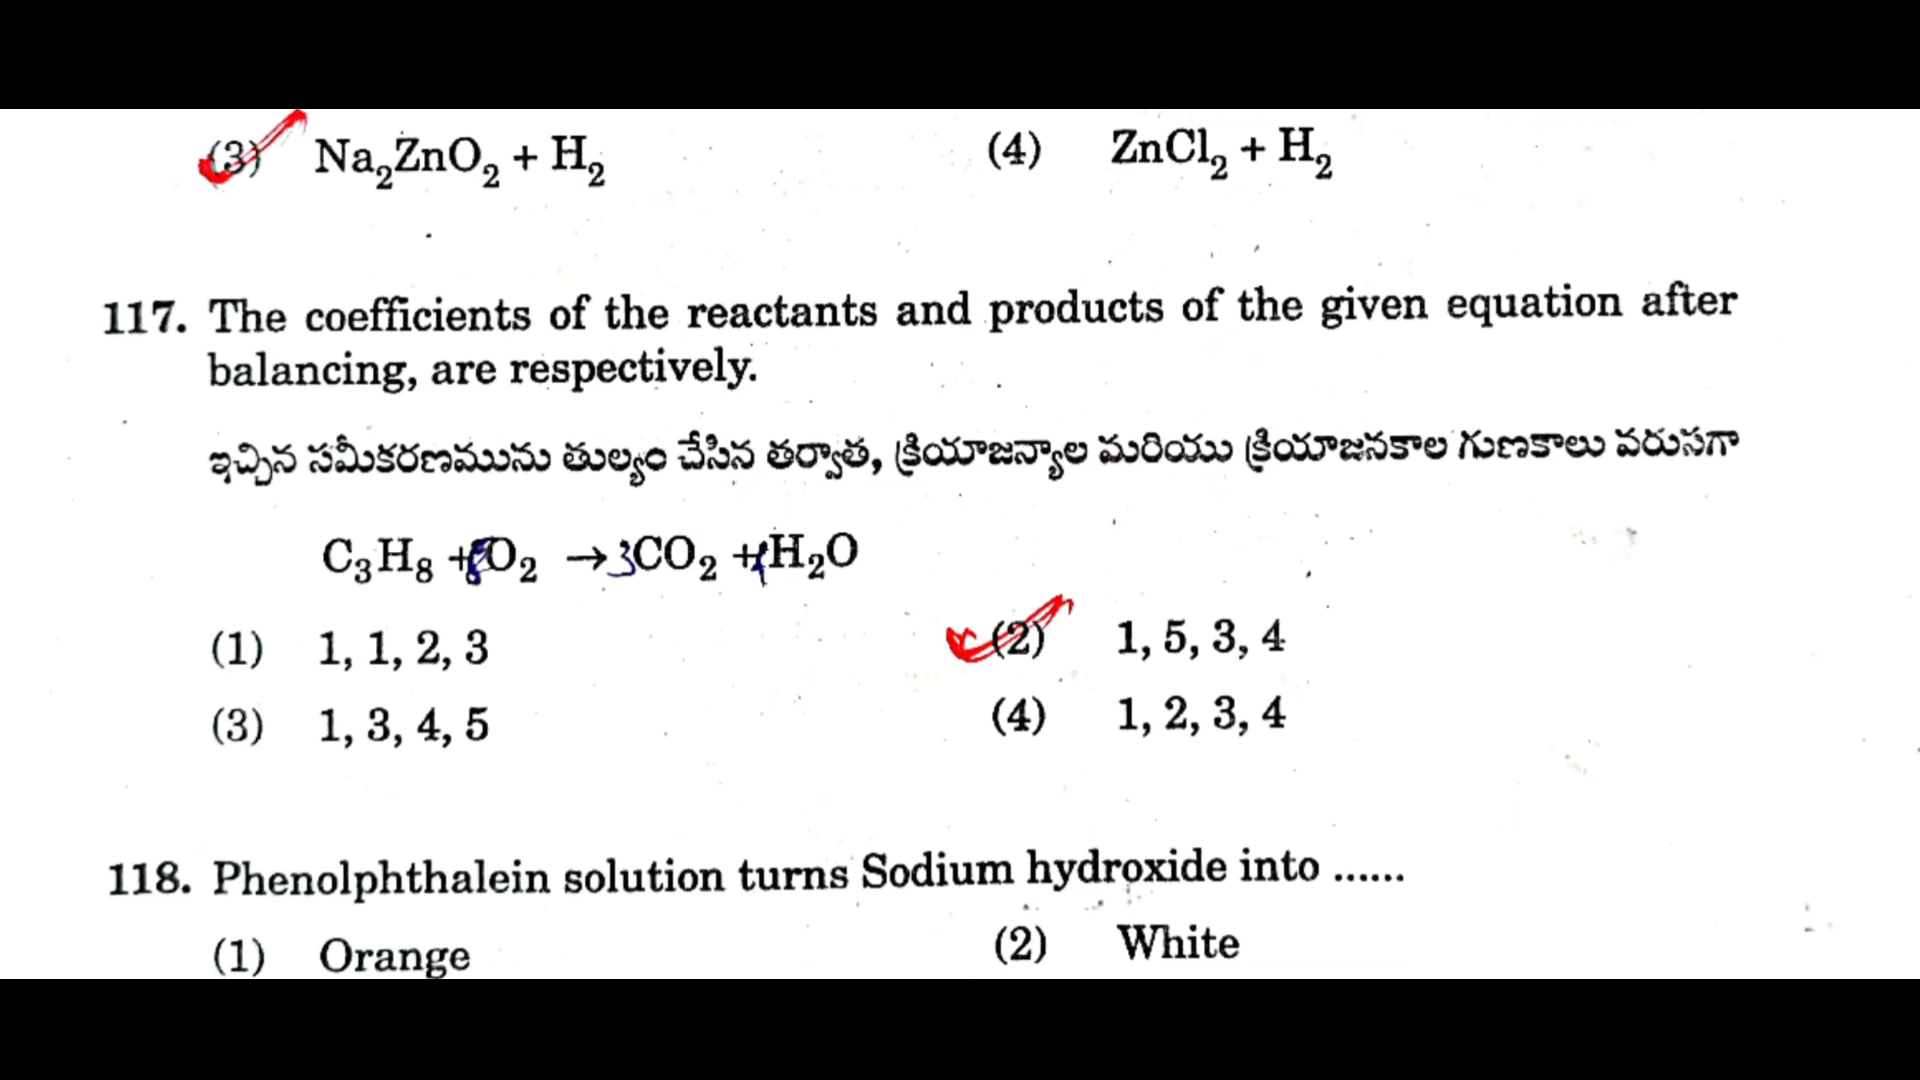 (3) Na₂ZnO₂ + H₂ (4) ZnCl₂ + H₂
117. The coefficients of the reactants and products of the given equation after
balancing, are respectively.
ఇచ్చిన సమీకరణమును తుల్యం చేసిన తర్వాత, క్రియాజన్యాల మరియు క్రియాజనకాల గుణకాలు వరుసగా
C₃H₈ + O₂ → 3CO₂ + 4H₂O
(1) 1, 1, 2, 3 (2) 1, 5, 3, 4
(3) 1, 3, 4, 5 (4) 1, 2, 3, 4
118. Phenolphthalein solution turns Sodium hydroxide into ......
(1) Orange (2) White